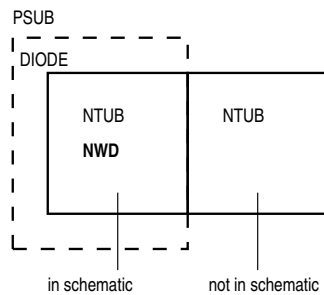 PSUB
DIODE
NTUB NTUB
NWD
in schematic not in schematic